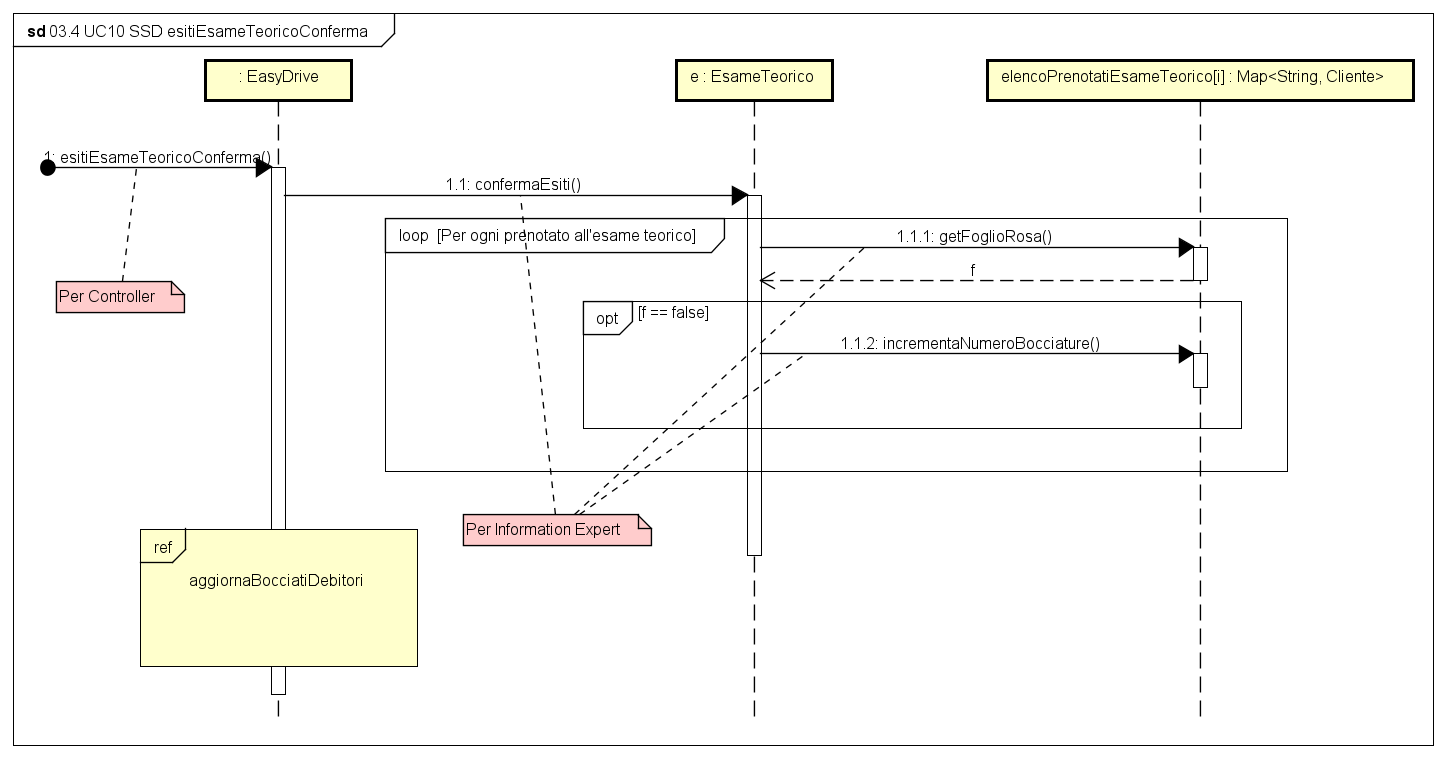 sd 03.4 UC10 SSD esitiEsameTeoricoConferma
: EasyDrive
e : EsameTeorico
elencoPrenotatiEsameTeorico[i] : Map<String, Cliente>
1: esitiEsameTeoricoConferma()
1.1: confermaEsiti()
loop [Per ogni prenotato all'esame teorico]
1.1.1: getFoglioRosa()
f
Per Controller
opt
[f == false]
1.1.2: incrementaNumeroBocciature()
Per Information Expert
ref
aggiornaBocciatiDebitori